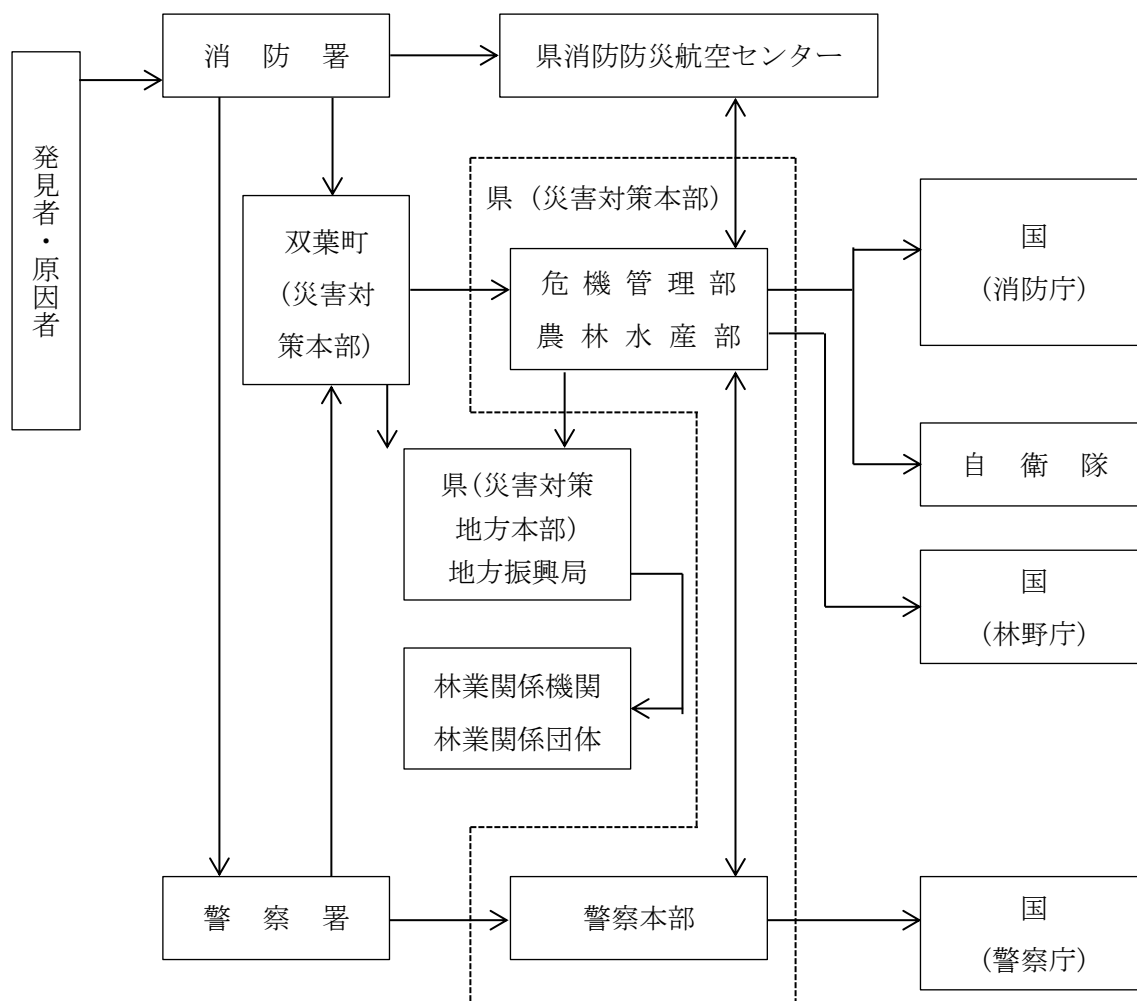 消防署
県消防防災航空センター
発見者・原因者
県（災害対策本部）
双葉町
（災害対
策本部）
危機管理部
農林水産部
国
（消防庁）
自衛隊
県（災害対策
地方本部）
地方振興局
国
（林野庁）
林業関係機関
林業関係団体
警察署
警察本部
国
（警察庁）